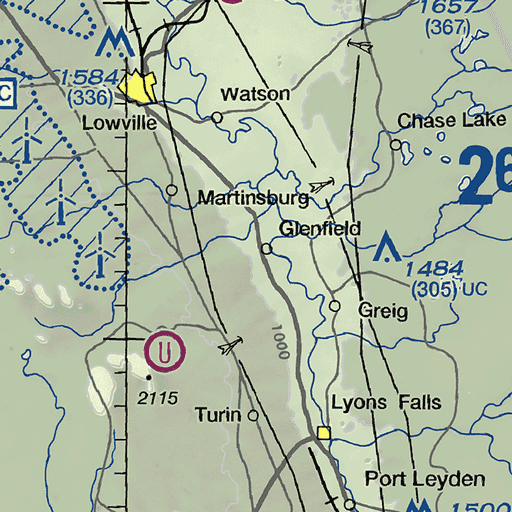 1657
(367)
1584
(336)
C
Watson
Lowville
Chase Lake
26
Martinsburg
Glenfield
1484
(305) UC
Greig
1000
U
2115
Turin
Lyons Falls
Port Leyden
1500